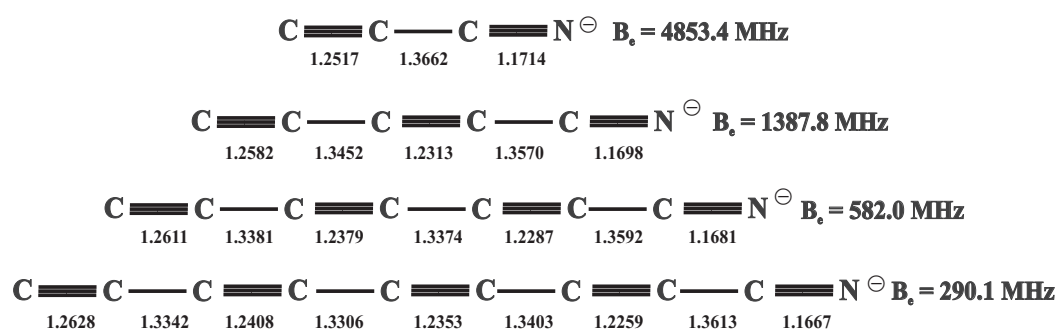 C C C N ⊖ Bₑ = 4853.4 MHz
1.2517 1.3662 1.1714
C C C C C N ⊖ Bₑ = 1387.8 MHz
1.2582 1.3452 1.2313 1.3570 1.1698
C C C C C C C N ⊖ Bₑ = 582.0 MHz
1.2611 1.3381 1.2379 1.3374 1.2287 1.3592 1.1681
C C C C C C C C C N ⊖ Bₑ = 290.1 MHz
1.2628 1.3342 1.2408 1.3306 1.2353 1.3403 1.2259 1.3613 1.1667